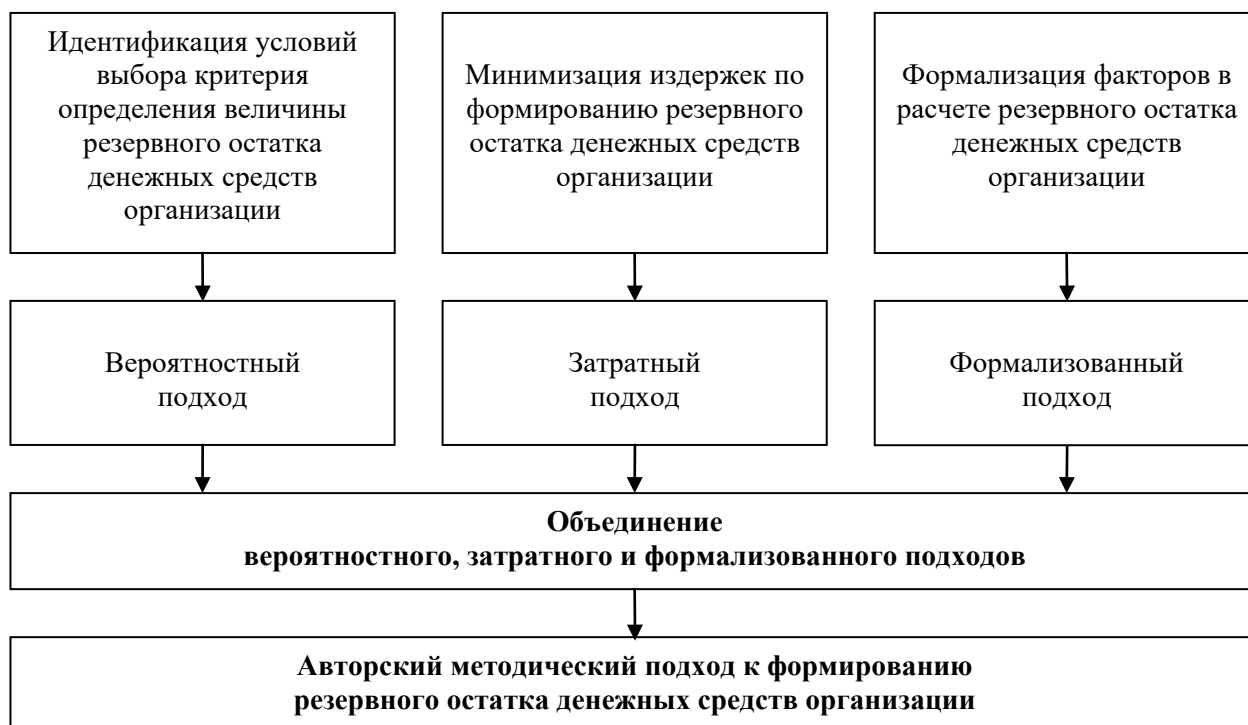 Идентификация условий
выбора критерия
определения величины
резервного остатка
денежных средств
организации
Минимизация издержек по
формированию резервного
остатка денежных средств
организации
Формализация факторов в
расчете резервного остатка
денежных средств
организации
Вероятностный
подход
Затратный
подход
Формализованный
подход
Объединение
вероятностного, затратного и формализованного подходов
Авторский методический подход к формированию
резервного остатка денежных средств организации